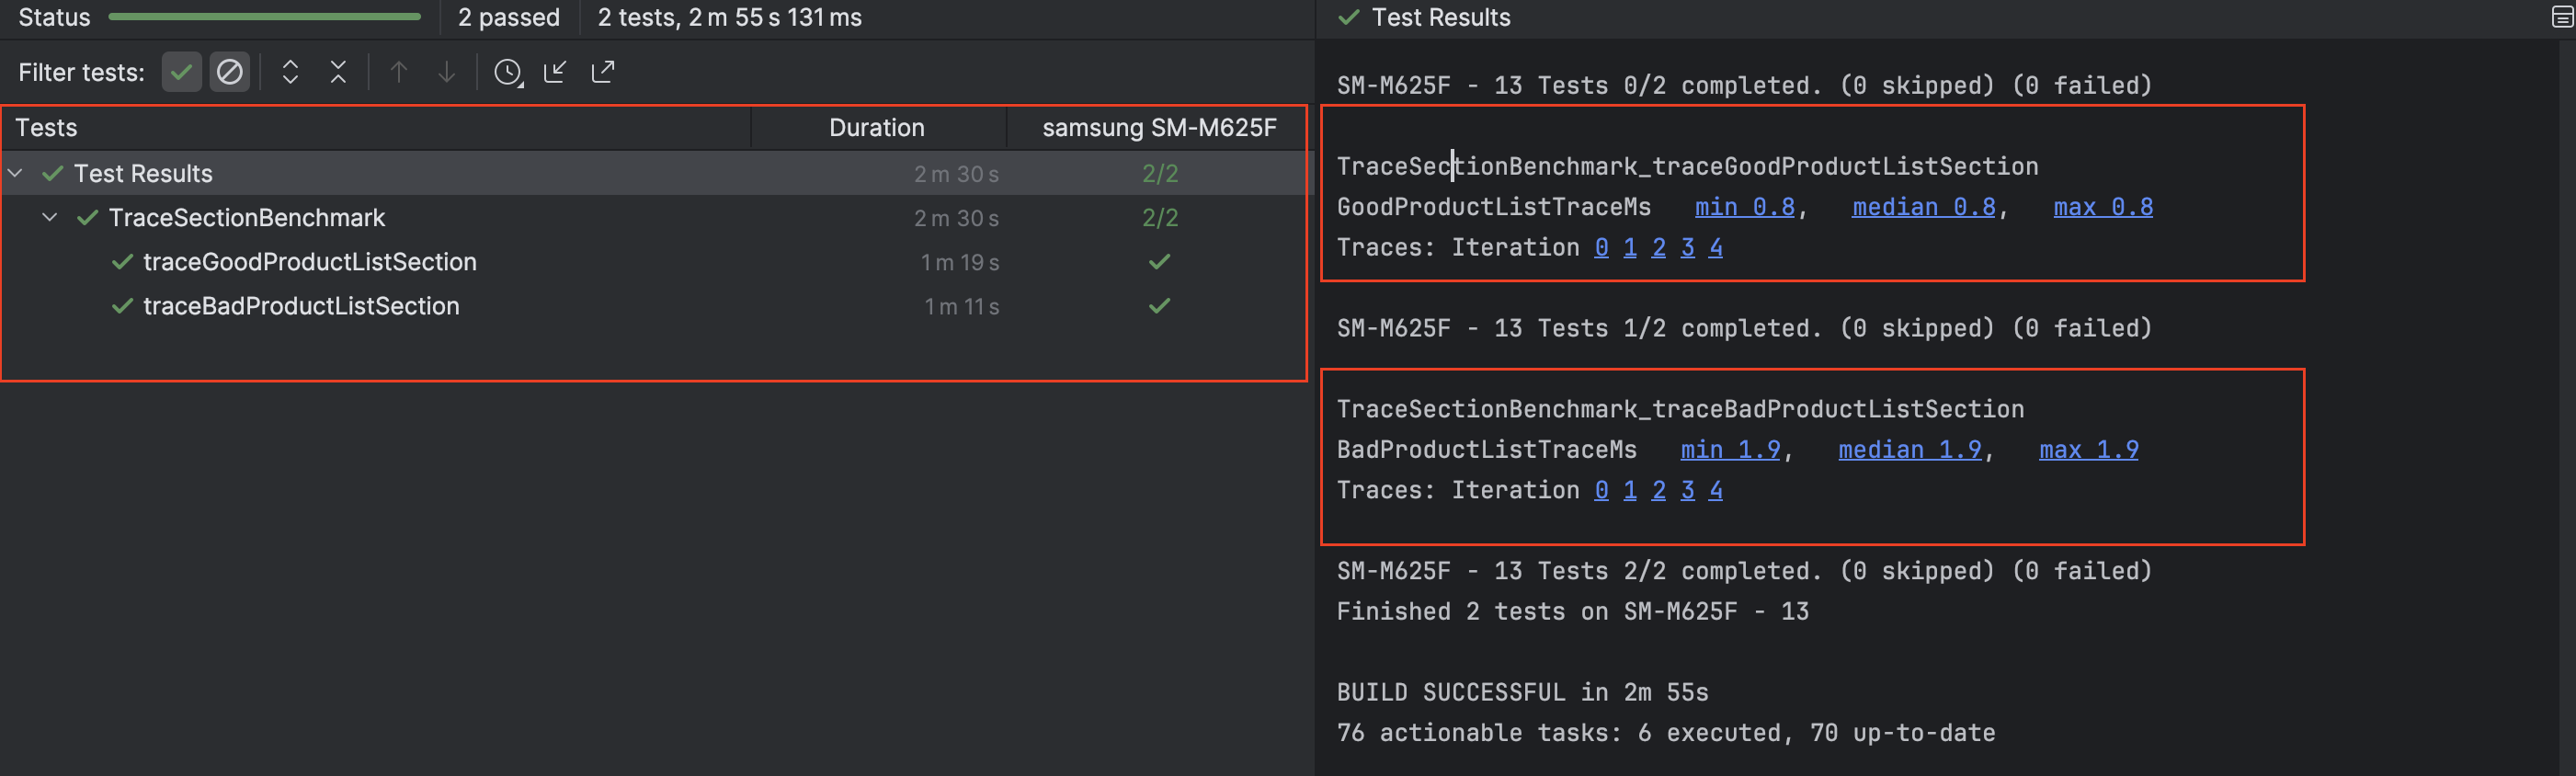 Status 2 passed 2 tests, 2 m 55 s 131 ms
Filter tests:
Tests Duration samsung SM-M625F
Test Results 2 m 30 s 2/2
TraceSectionBenchmark 2 m 30 s 2/2
traceGoodProductListSection 1 m 19 s
traceBadProductListSection 1 m 11 s
Test Results
SM-M625F - 13 Tests 0/2 completed. (0 skipped) (0 failed)
TraceSectionBenchmark_traceGoodProductListSection
GoodProductListTraceMs min 0.8, median 0.8, max 0.8
Traces: Iteration 0 1 2 3 4
SM-M625F - 13 Tests 1/2 completed. (0 skipped) (0 failed)
TraceSectionBenchmark_traceBadProductListSection
BadProductListTraceMs min 1.9, median 1.9, max 1.9
Traces: Iteration 0 1 2 3 4
SM-M625F - 13 Tests 2/2 completed. (0 skipped) (0 failed)
Finished 2 tests on SM-M625F - 13
BUILD SUCCESSFUL in 2m 55s
76 actionable tasks: 6 executed, 70 up-to-date